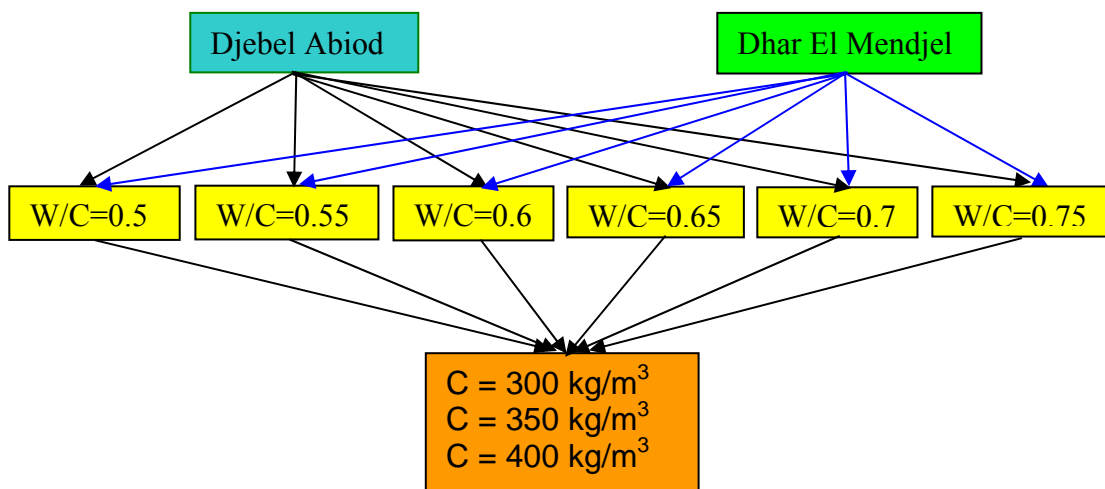 Djebel Abiod
Dhar El Mendjel
W/C=0.5
W/C=0.55
W/C=0.6
W/C=0.65
W/C=0.7
W/C=0.75
C = 300 kg/m³
C = 350 kg/m³
C = 400 kg/m³